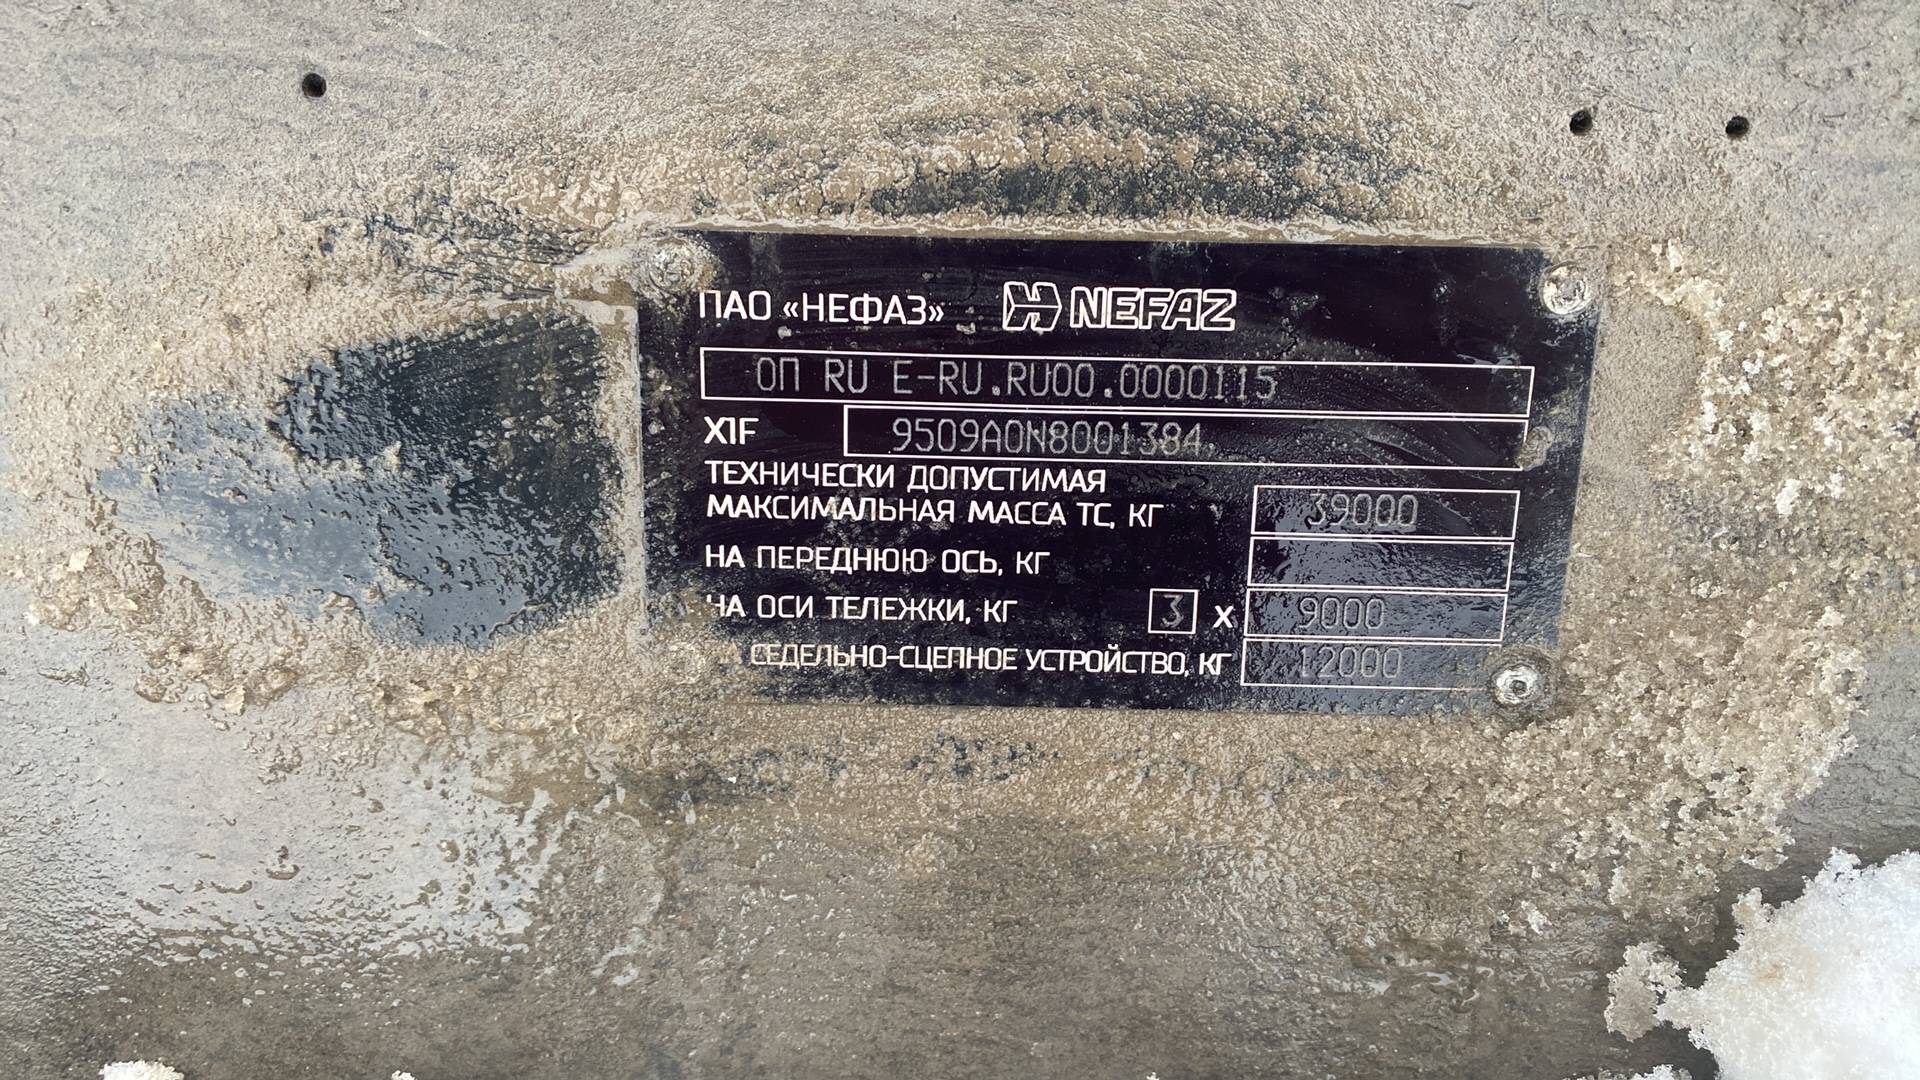 ПАО «НЕФАЗ» NEFAZ
ОП RU E-RU.RU00.0000115
X1F 9509A0N8001384
ТЕХНИЧЕСКИ ДОПУСТИМАЯ
МАКСИМАЛЬНАЯ МАССА ТС, КГ 39000
НА ПЕРЕДНЮЮ ОСЬ, КГ
НА ОСИ ТЕЛЕЖКИ, КГ 3 X 9000
СЕДЕЛЬНО-СЦЕПНОЕ УСТРОЙСТВО, КГ 12000